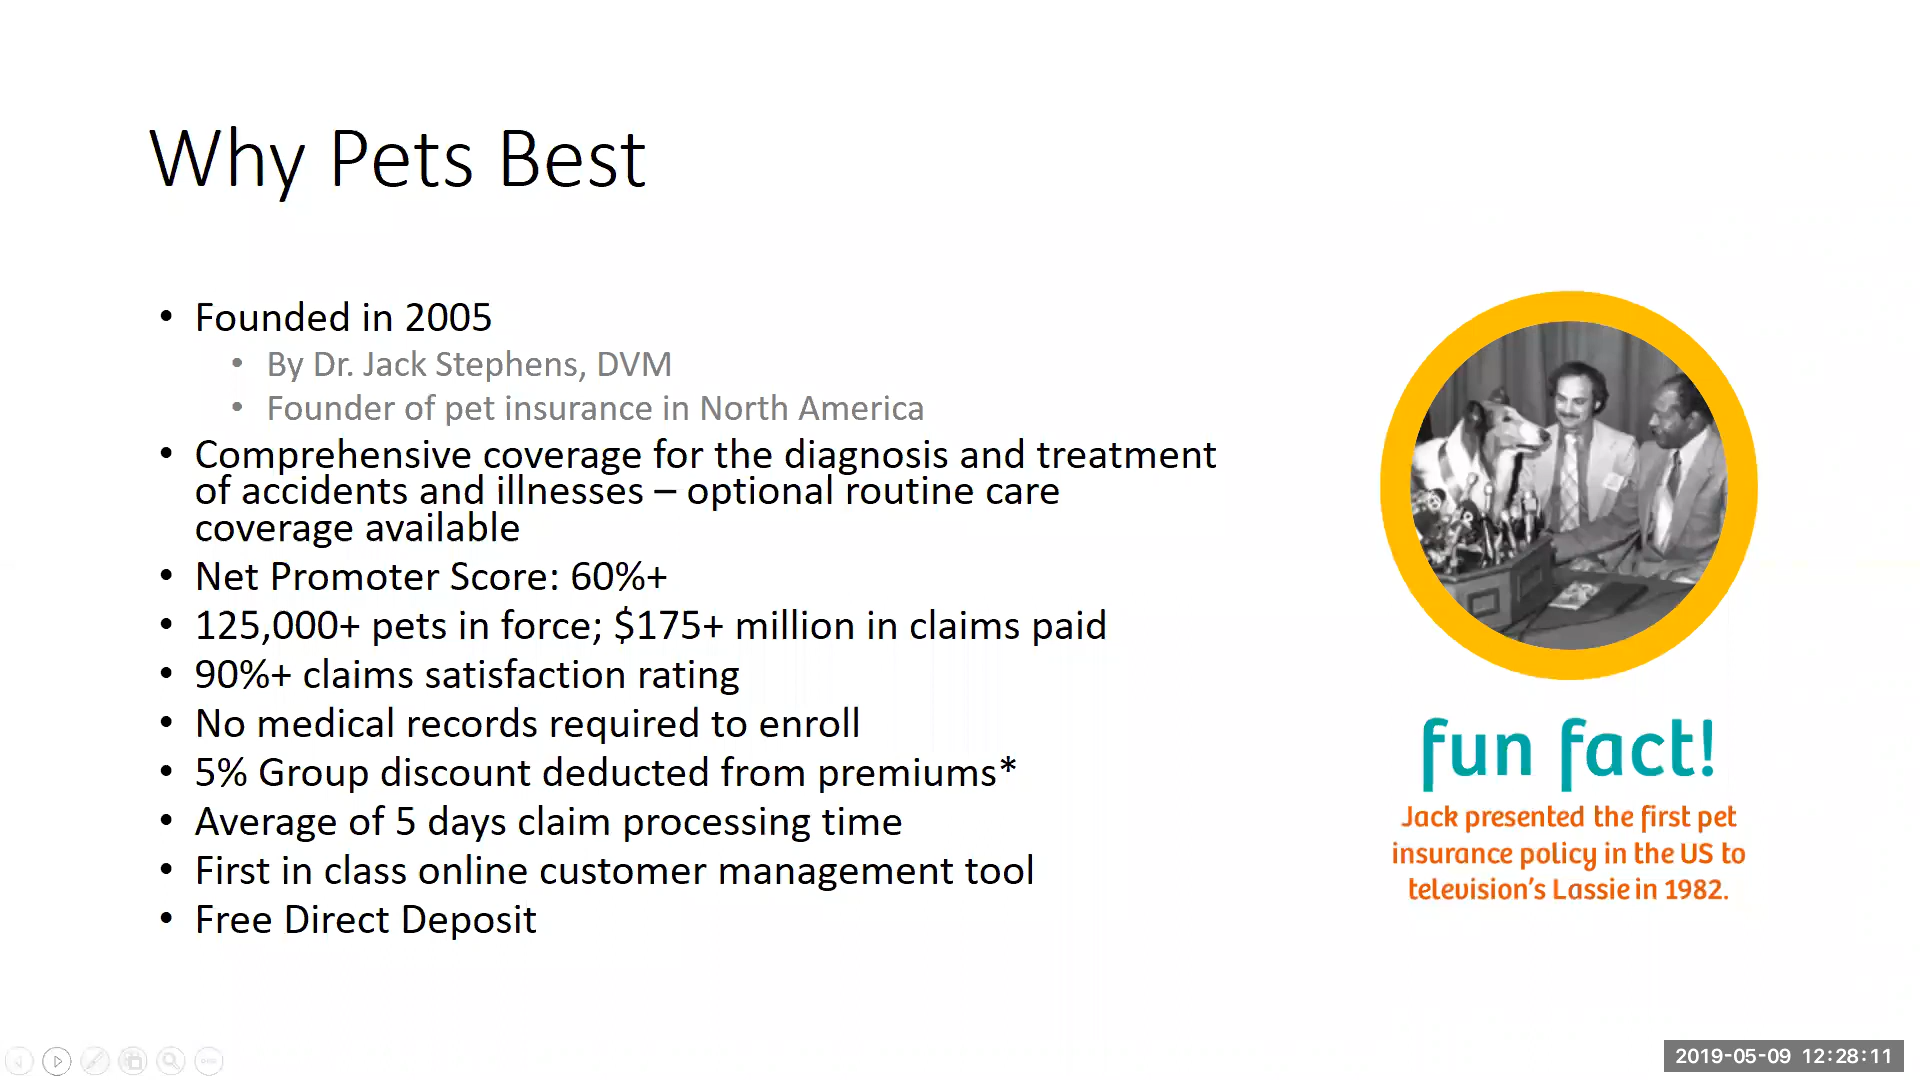 Why Pets Best
• Founded in 2005
• By Dr. Jack Stephens, DVM
• Founder of pet insurance in North America
• Comprehensive coverage for the diagnosis and treatment
of accidents and illnesses – optional routine care
coverage available
• Net Promoter Score: 60%+
• 125,000+ pets in force; $175+ million in claims paid
• 90%+ claims satisfaction rating
• No medical records required to enroll
• 5% Group discount deducted from premiums*
• Average of 5 days claim processing time
• First in class online customer management tool
• Free Direct Deposit
fun fact!
Jack presented the first pet
insurance policy in the US to
television's Lassie in 1982.
2019-05-09 12:28:11